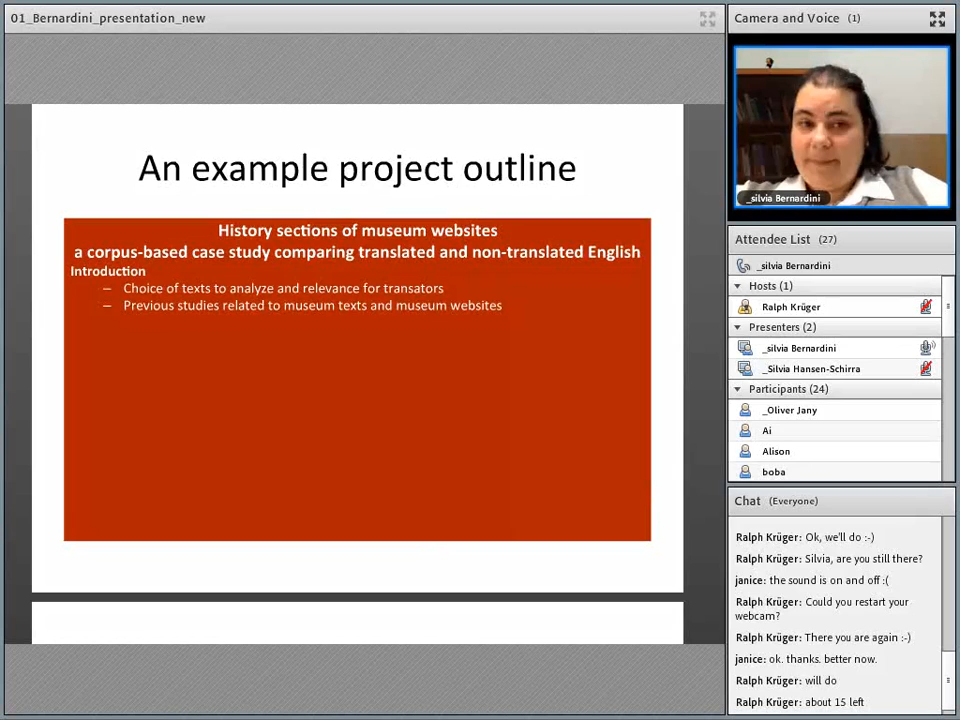 01_Bernardini_presentation_new
An example project outline
History sections of museum websites
a corpus-based case study comparing translated and non-translated English
Introduction
– Choice of texts to analyze and relevance for transators
– Previous studies related to museum texts and museum websites
Camera and Voice (1)
_silvia Bernardini
Attendee List (27)
_silvia Bernardini
Hosts (1)
Ralph Krüger
Presenters (2)
_silvia Bernardini
_Silvia Hansen-Schirra
Participants (24)
_Oliver Jany
Ai
Alison
boba
Chat (Everyone)
Ralph Krüger: Ok, we'll do :-)
Ralph Krüger: Silvia, are you still there?
janice: the sound is on and off :(
Ralph Krüger: Could you restart your
webcam?
Ralph Krüger: There you are again :-)
janice: ok. thanks. better now.
Ralph Krüger: will do
Ralph Krüger: about 15 left